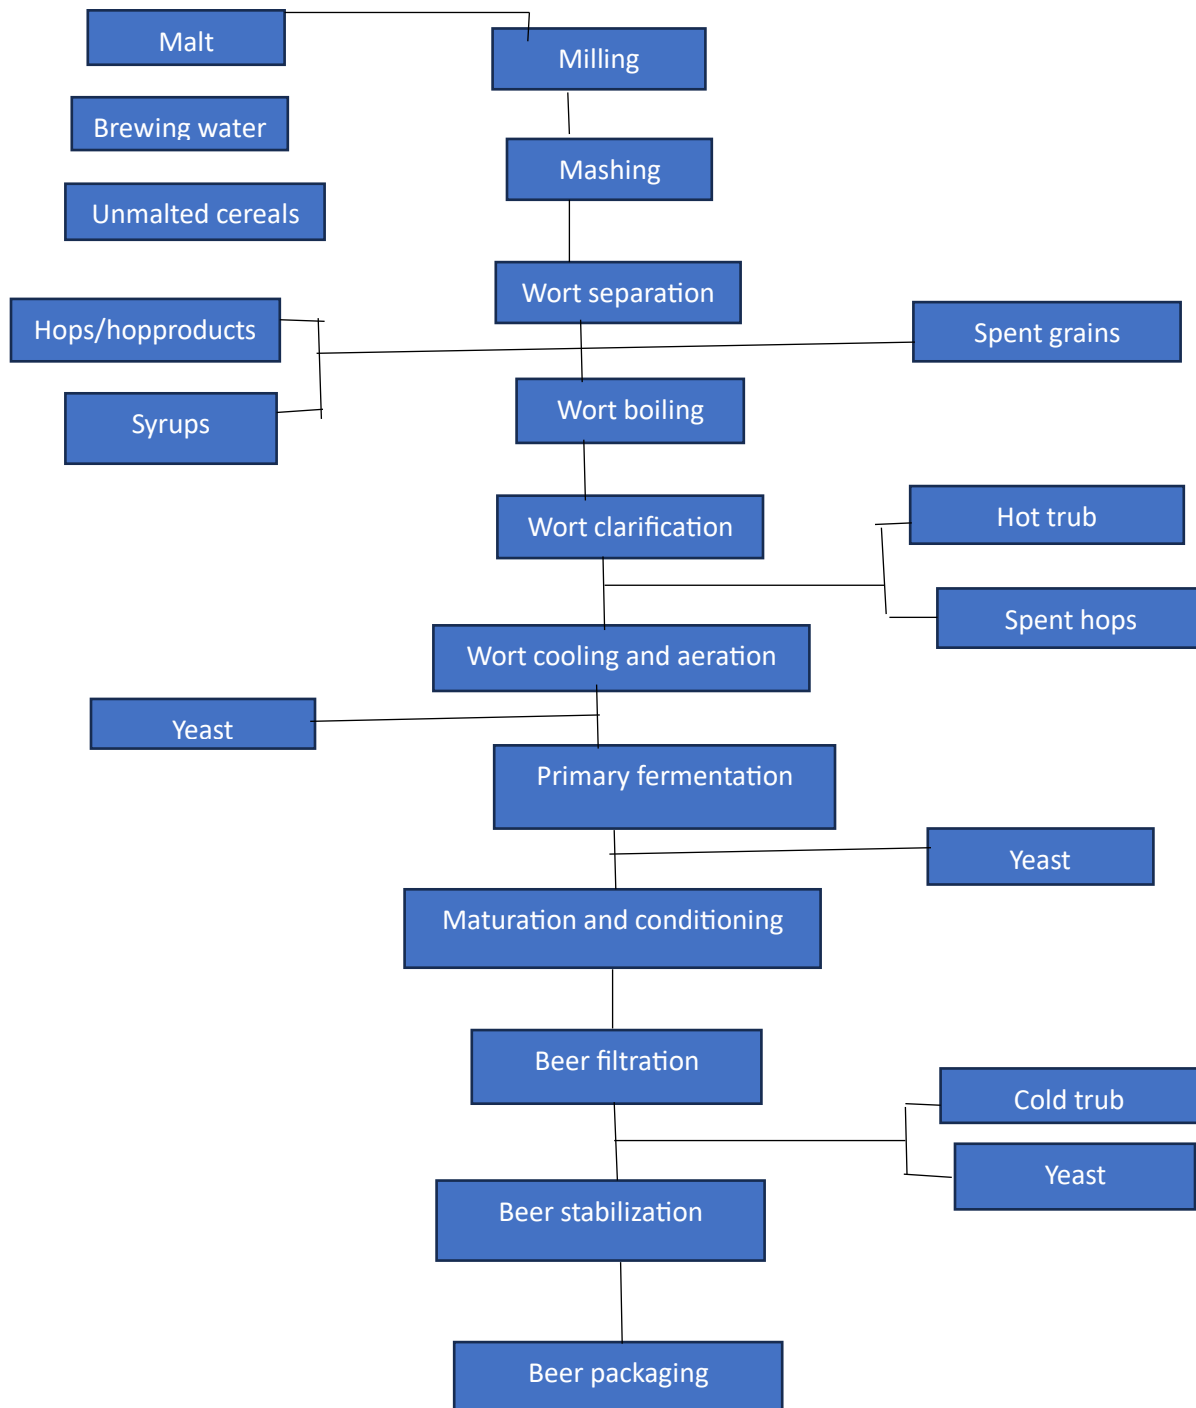 Malt
Milling
Brewing water
Mashing
Unmalted cereals
Wort separation
Hops/hopproducts
Spent grains
Wort boiling
Syrups
Wort clarification
Hot trub
Spent hops
Wort cooling and aeration
Yeast
Primary fermentation
Yeast
Maturation and conditioning
Beer filtration
Cold trub
Yeast
Beer stabilization
Beer packaging